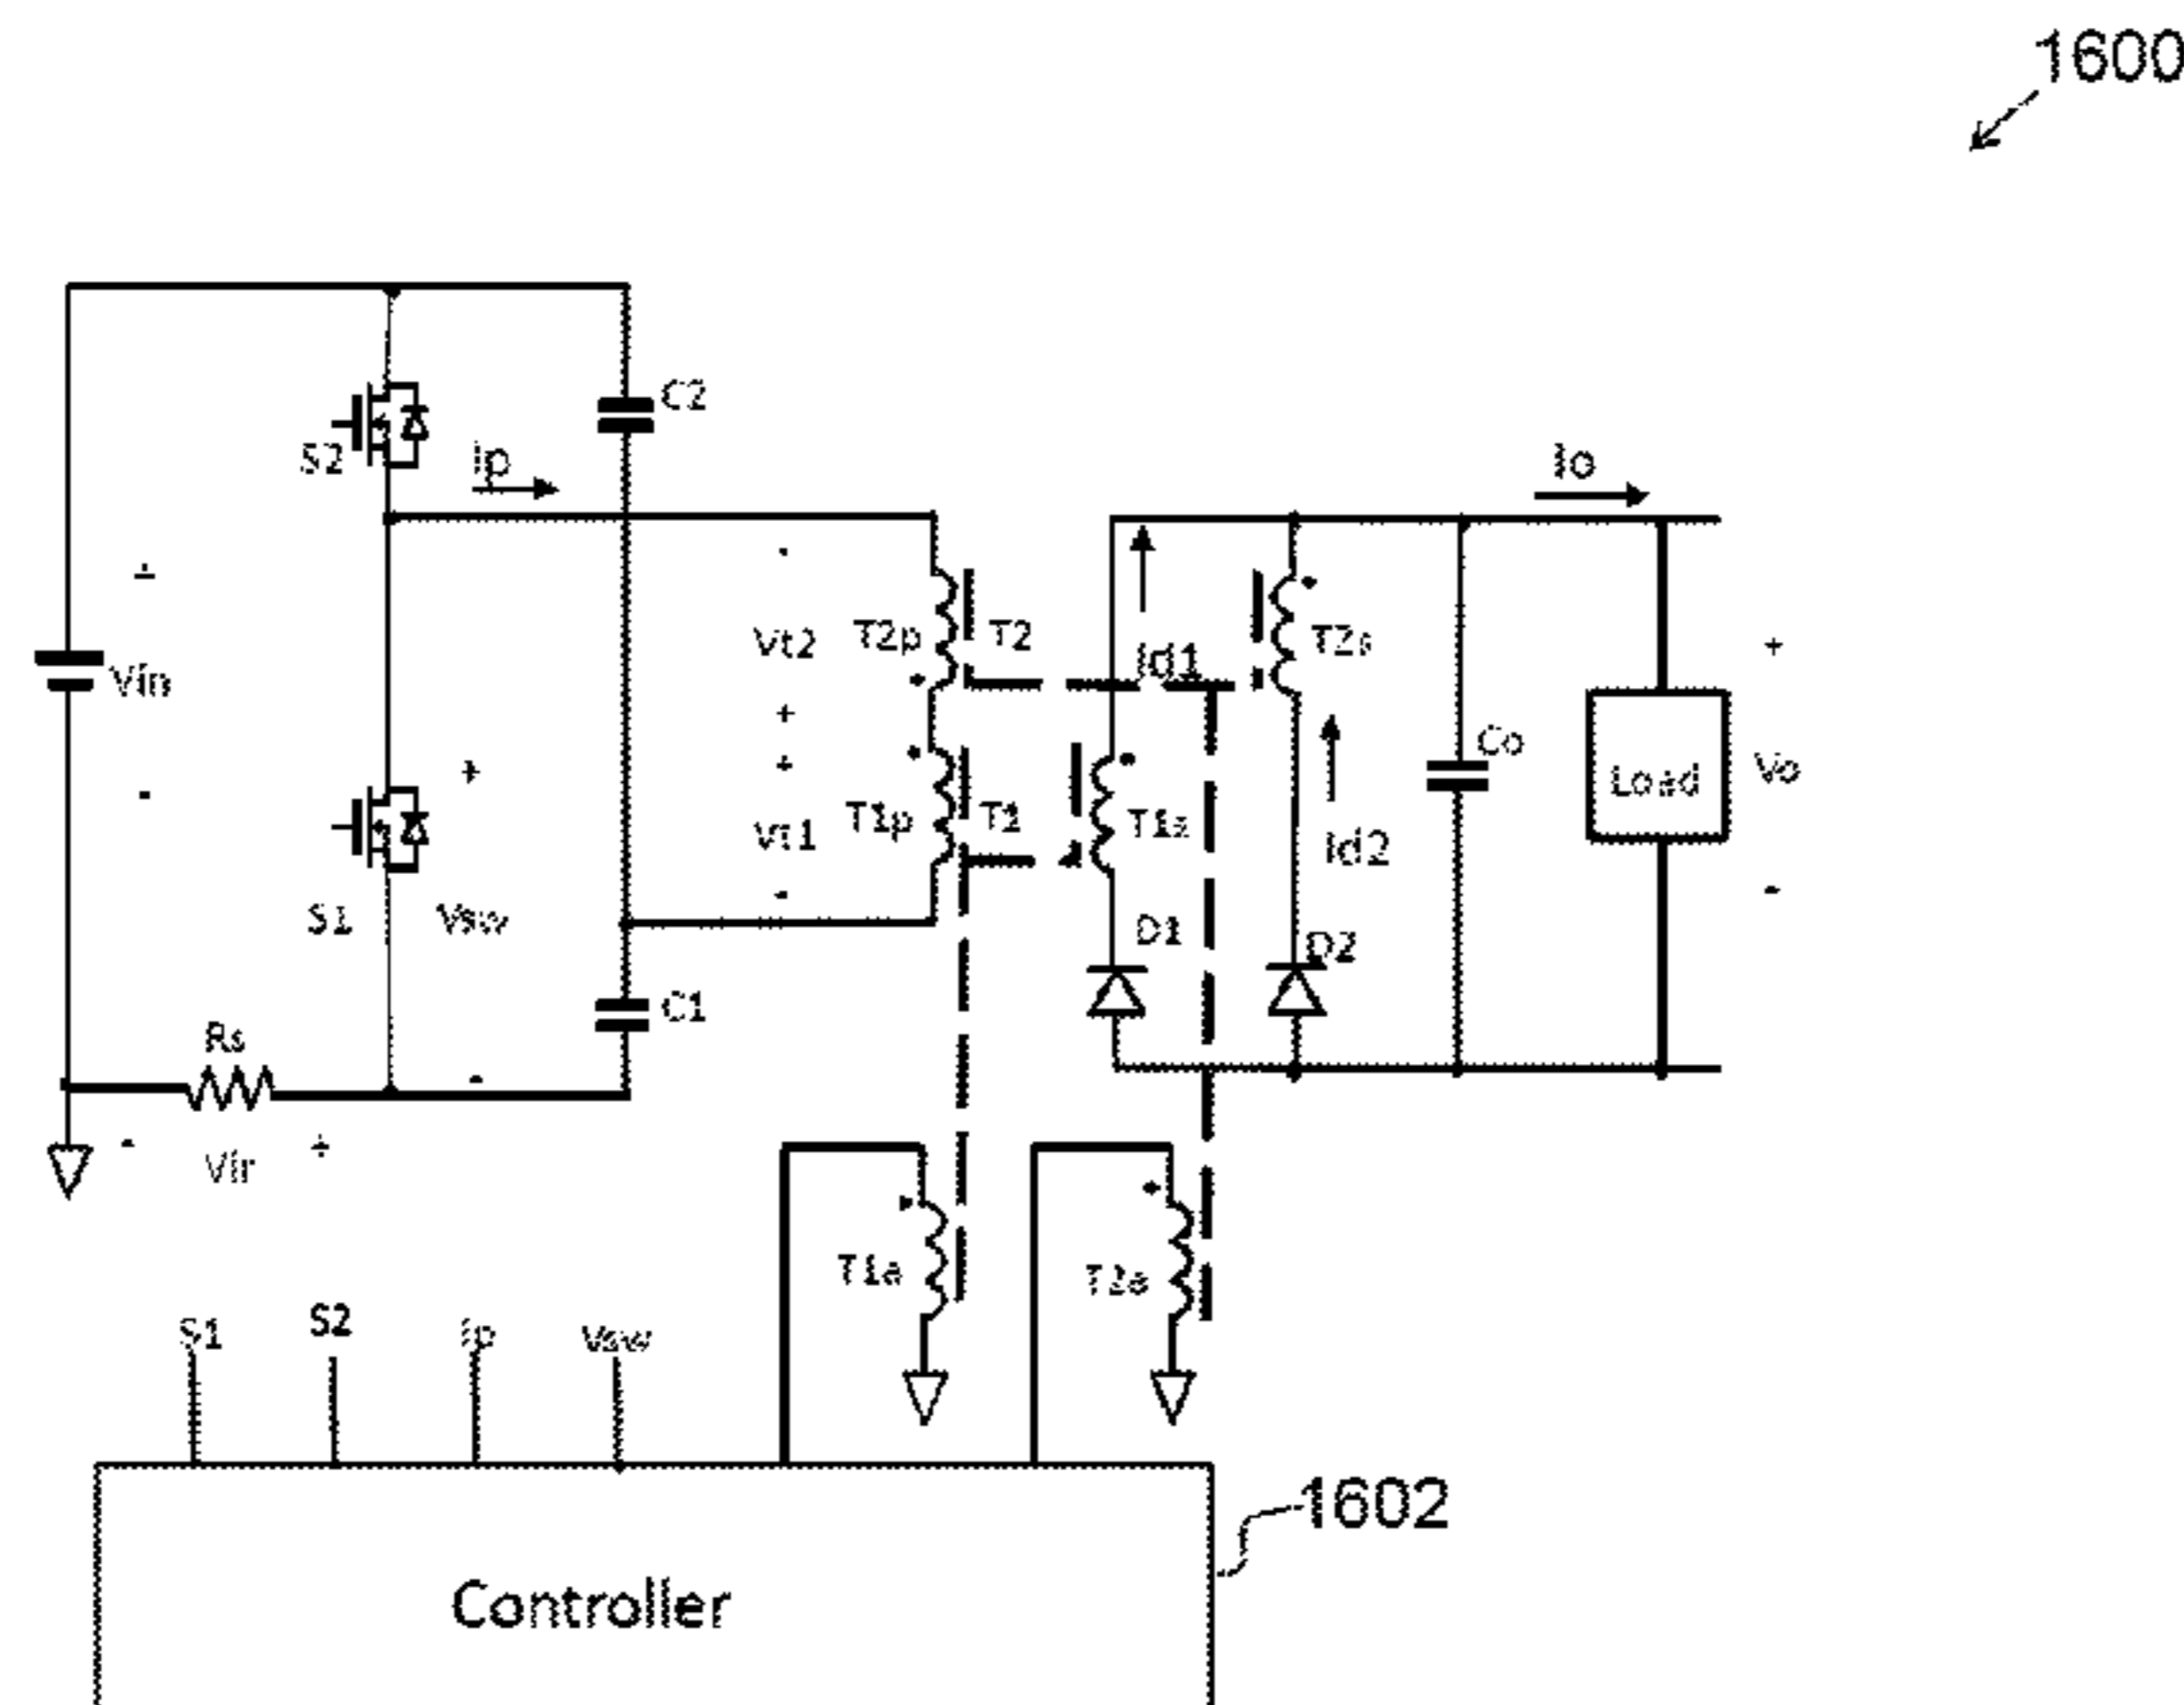 1600
C2
S2
Ip
Io
Vt2
T2p
T2
Id1
T2s
Vin
Co
Load
Vo
T1p
T1
T1s
Vt1
Id2
S1
Vsw
D1
D2
C1
Rs
Vir
T1a
T2a
S1
S2
Ip
Vsw
1602
Controller